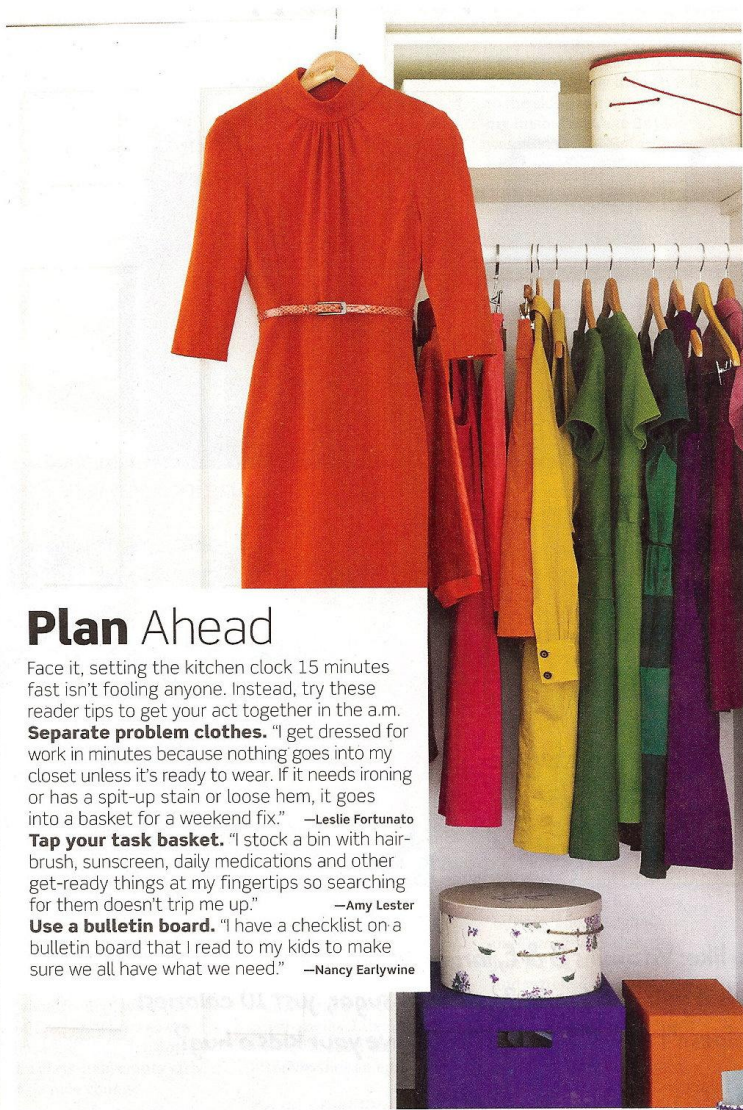 Plan Ahead
Face it, setting the kitchen clock 15 minutes
fast isn't fooling anyone. Instead, try these
reader tips to get your act together in the a.m.
Separate problem clothes. “I get dressed for
work in minutes because nothing goes into my
closet unless it's ready to wear. If it needs ironing
or has a spit-up stain or loose hem, it goes
into a basket for a weekend fix.” —Leslie Fortunato
Tap your task basket. “I stock a bin with hair-
brush, sunscreen, daily medications and other
get-ready things at my fingertips so searching
for them doesn't trip me up.” —Amy Lester
Use a bulletin board. “I have a checklist on a
bulletin board that I read to my kids to make
sure we all have what we need.” —Nancy Earlywine